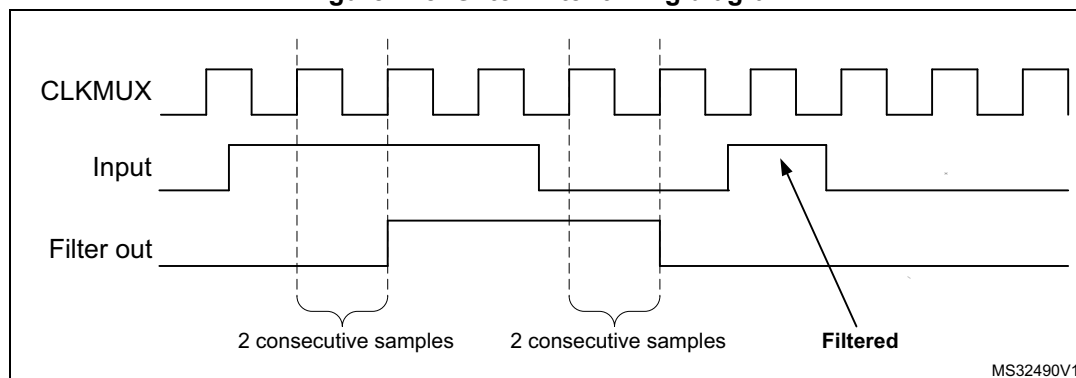 CLKMUX
Input
Filter out
2 consecutive samples
2 consecutive samples
Filtered
MS32490V1